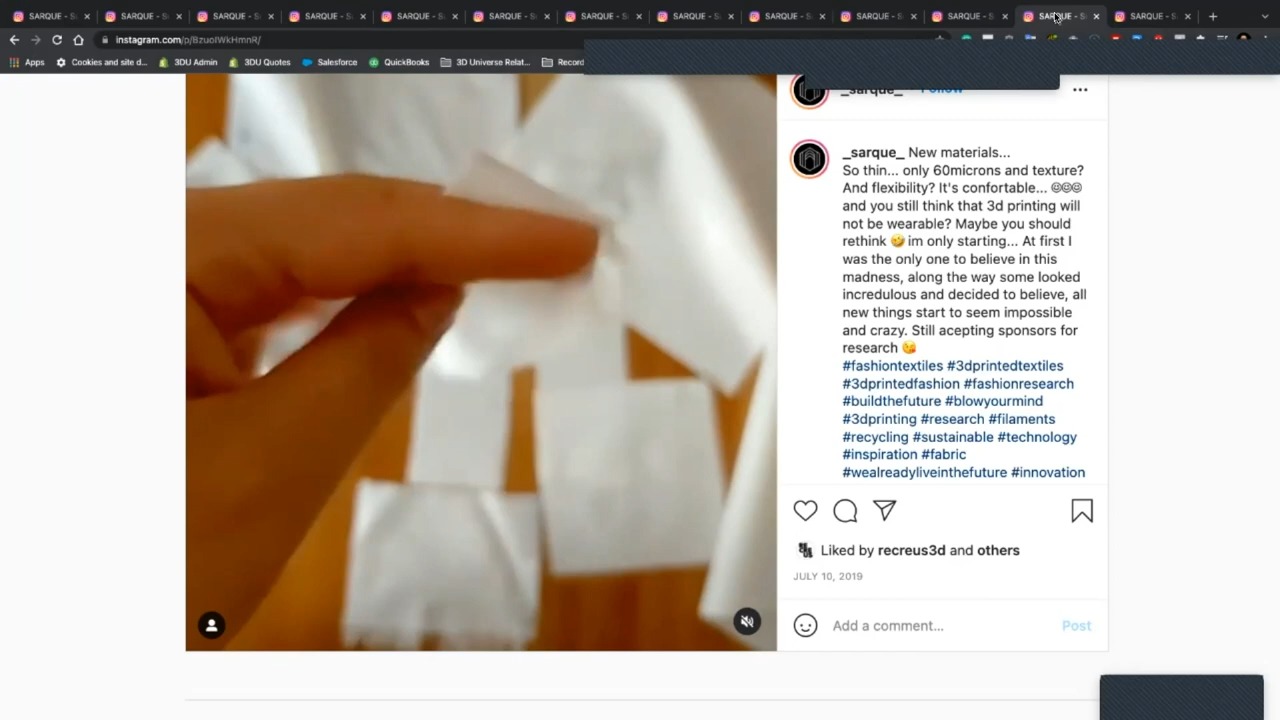 SARQUE - S SARQUE - S SARQUE - S SARQUE - S SARQUE - S SARQUE - S SARQUE - S SARQUE - S SARQUE - S SARQUE - S SARQUE - S SARQUE - S SARQUE - S
instagram.com/p/BzuoIWkHmnR/
Apps Cookies and site d... 3DU Admin 3DU Quotes Salesforce QuickBooks 3D Universe Relat... Record
_sarque_ • Follow
_sarque_ New materials...
So thin... only 60microns and texture?
And flexibility? It's confortable... 😍😍😍
and you still think that 3d printing will
not be wearable? Maybe you should
rethink 🤣 im only starting... At first I
was the only one to believe in this
madness, along the way some looked
incredulous and decided to believe, all
new things start to seem impossible
and crazy. Still acepting sponsors for
research 😘
#fashiontextiles #3dprintedtextiles
#3dprintedfashion #fashionresearch
#buildthefuture #blowyourmind
#3dprinting #research #filaments
#recycling #sustainable #technology
#inspiration #fabric
#wealreadyliveinthefuture #innovation
Liked by recreus3d and others
JULY 10, 2019
Add a comment... Post